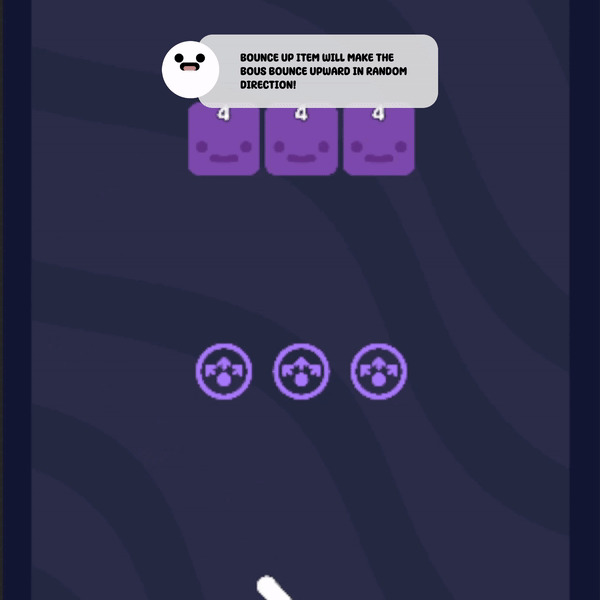 BOUNCE UP ITEM WILL MAKE THE
BOUS BOUNCE UPWARD IN RANDOM
DIRECTION!
4 4 4